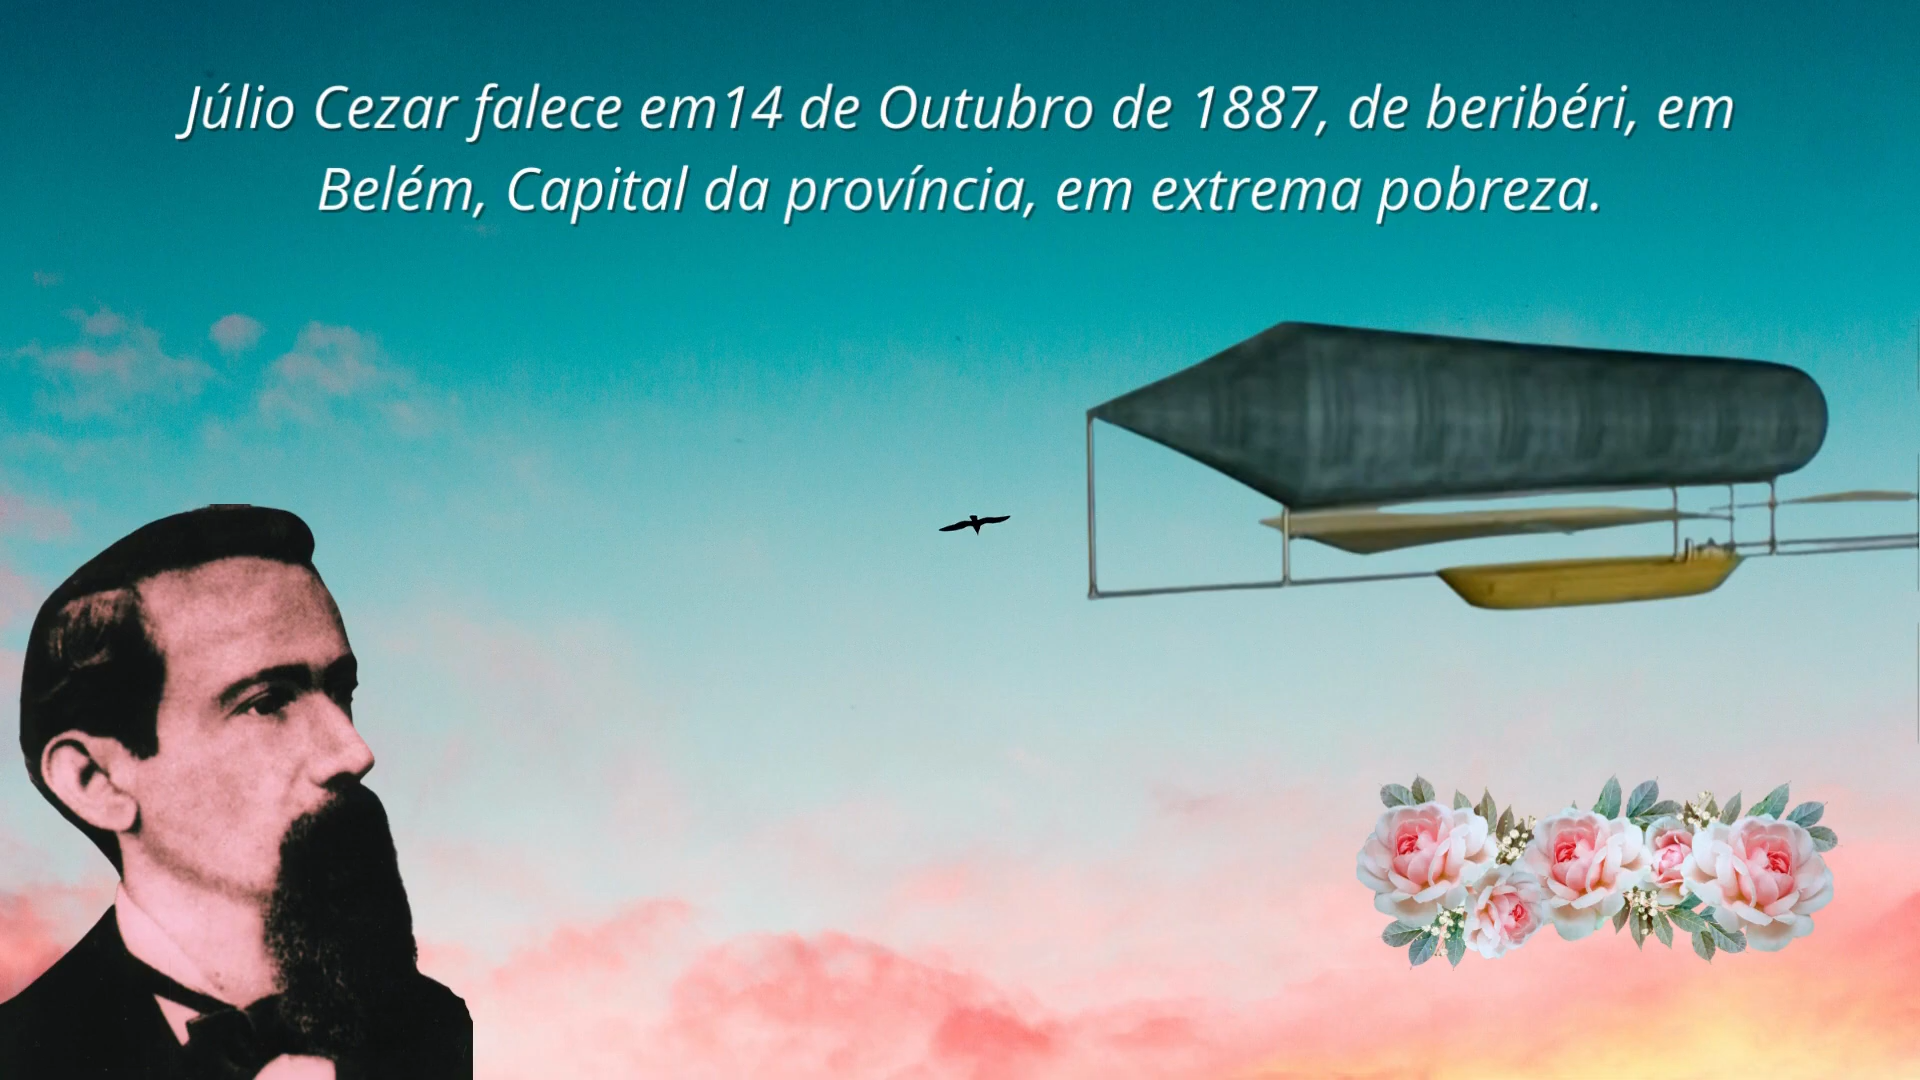 Júlio Cezar falece em14 de Outubro de 1887, de beribéri, em
Belém, Capital da província, em extrema pobreza.